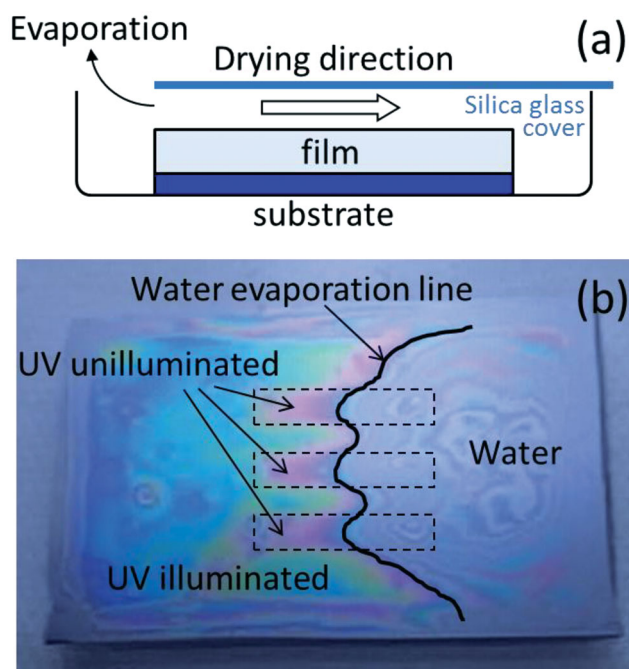 Evaporation
(a)
Drying direction
Silica glass
cover
film
substrate
Water evaporation line
(b)
UV unilluminated
Water
UV illuminated